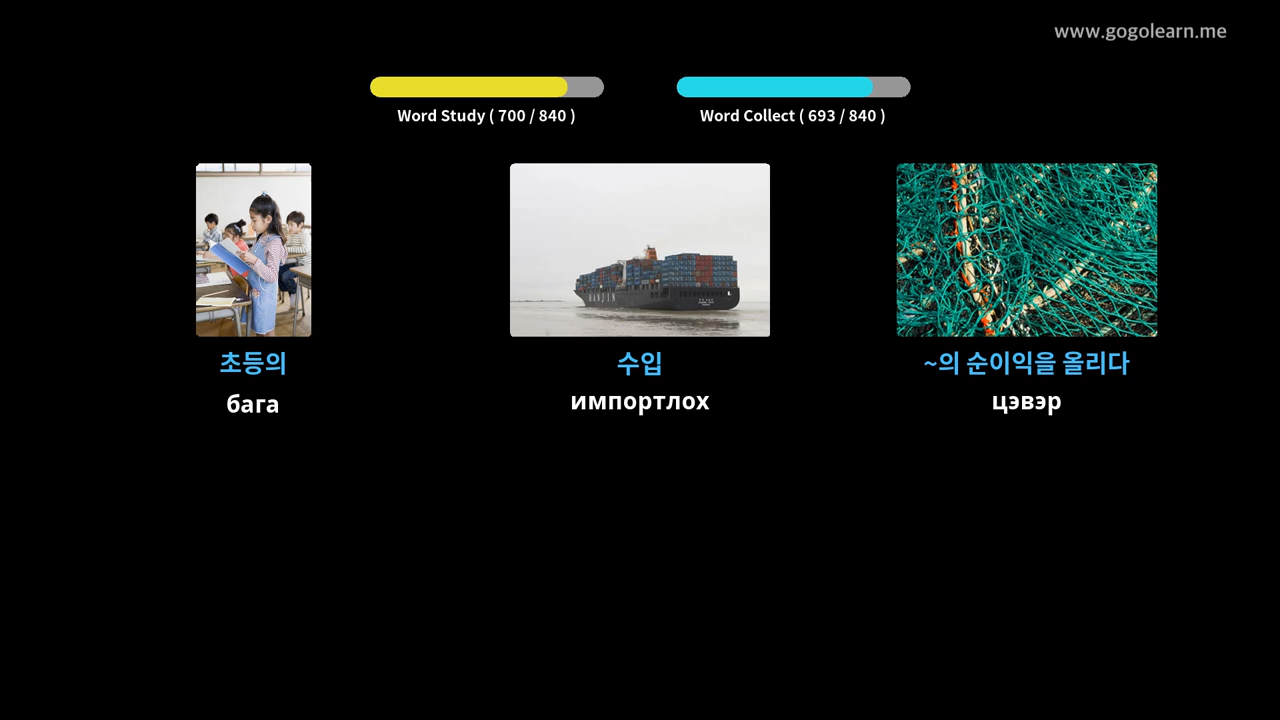 www.gogolearn.me
Word Study ( 700 / 840 )
Word Collect ( 693 / 840 )
초등의
수입
~의 순이익을 올리다
бага
импортлох
цэвэр